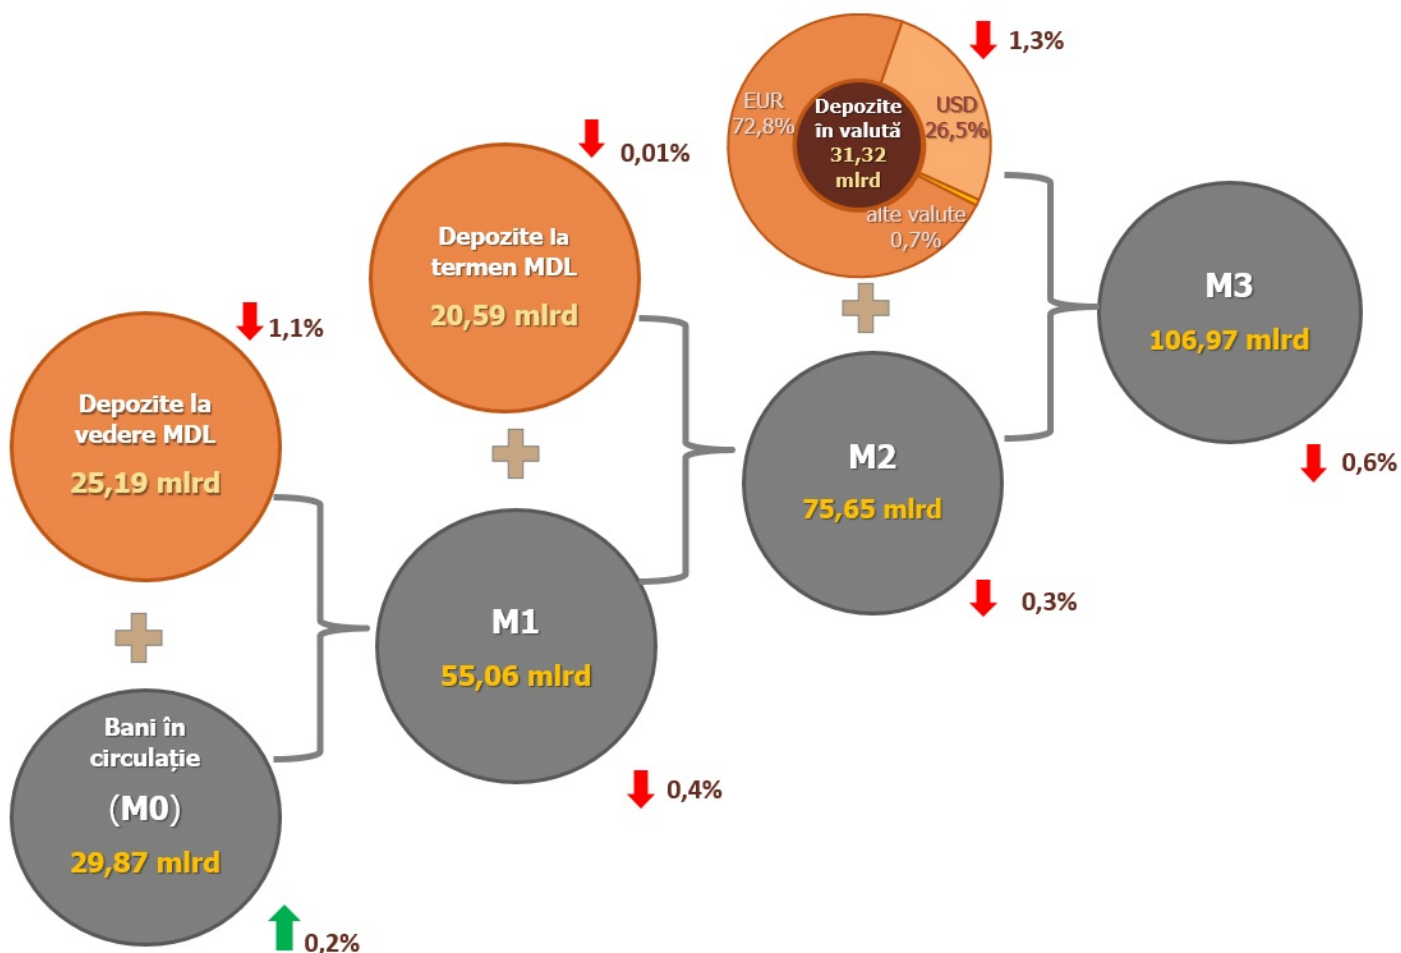 1,3%
EUR
72,8%
Depozite
în valută
31,32
mlrd
USD
26,5%
alte valute
0,7%
0,01%
Depozite la
termen MDL
20,59 mlrd
M3
106,97 mlrd
0,6%
1,1%
Depozite la
vedere MDL
25,19 mlrd
M2
75,65 mlrd
0,3%
M1
55,06 mlrd
0,4%
Bani în
circulație
(M0)
29,87 mlrd
0,2%